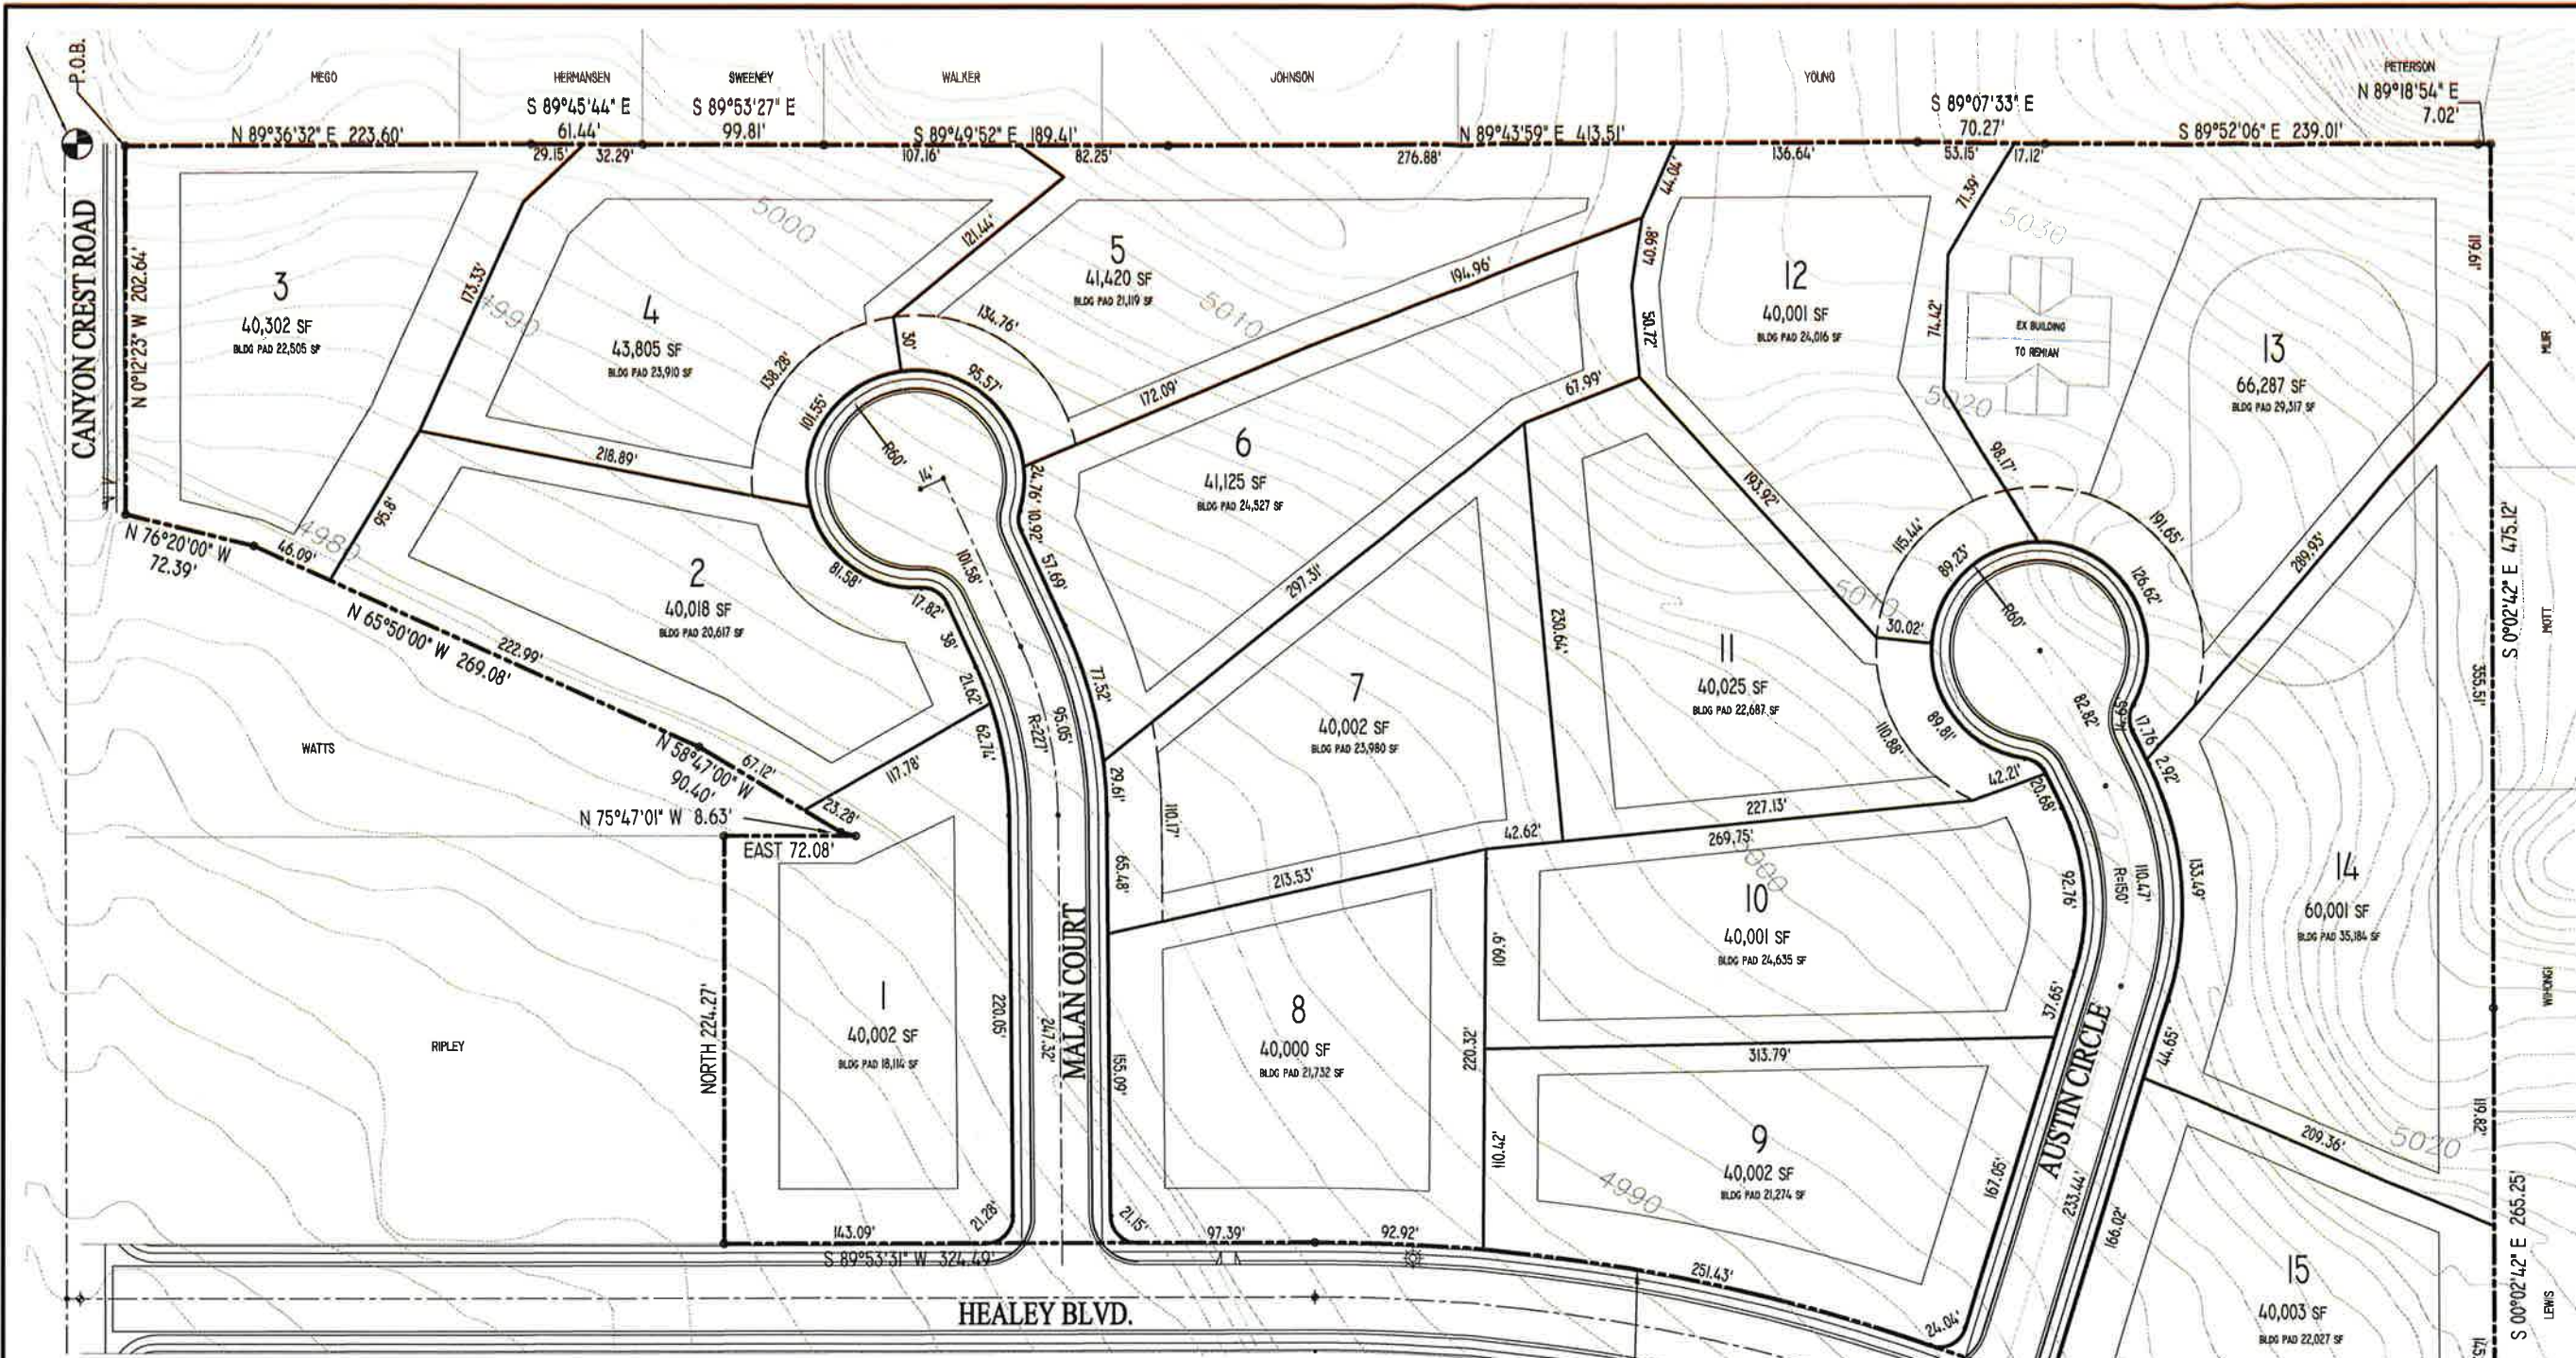 P.O.B.
MEGO
HERMANSEN
SWEENEY
WALKER
JOHNSON
YOUNG
PETERSON
N 89°36'32" E 223.60'
S 89°45'44" E
61.44'
S 89°53'27" E
99.81'
S 89°49'52" E 189.41'
N 89°43'59" E 413.51'
S 89°07'33" E
70.27'
S 89°52'06" E 239.01'
N 89°18'54" E
7.02'
29.15'
32.29'
107.16'
82.25'
276.88'
136.64'
53.15'
17.12'
CANYON CREST ROAD
N 0°12'23" W 202.64'
3
40,302 SF
BLDG PAD 22,505 SF
173.33'
95.8'
4990
4980
5000
4
43,805 SF
BLDG PAD 23,910 SF
121.44'
138.28'
101.55'
30'
134.76'
95.57'
R60'
14'
218.89'
5
41,420 SF
BLDG PAD 21,119 SF
5010
194.96'
172.09'
44.04'
40.98'
50.72'
67.99'
6
41,125 SF
BLDG PAD 24,527 SF
24.76'
10.92'
57.69'
77.52'
297.31'
12
40,001 SF
BLDG PAD 24,016 SF
71.39'
74.42'
98.17'
193.92'
5030
5020
EX BUILDING
TO REMIAN
13
66,287 SF
BLDG PAD 29,317 SF
119.61'
MUIR
289.93'
N 76°20'00" W
72.39'
46.09'
N 65°50'00" W 269.08'
222.99'
2
40,018 SF
BLDG PAD 20,617 SF
81.58'
17.82'
38'
21.62'
101.58'
95.05'
R=227'
62.74'
117.78'
N 58°47'00" W
90.40'
67.12'
23.28'
N 75°47'01" W 8.63'
EAST 72.08'
WATTS
RIPLEY
NORTH 224.27'
1
40,002 SF
BLDG PAD 18,116 SF
220.05'
247.32'
MALAN COURT
29.61'
65.48'
155.09'
110.17'
7
40,002 SF
BLDG PAD 23,980 SF
213.53'
42.62'
230.64'
11
40,025 SF
BLDG PAD 22,687 SF
5010
30.02'
115.44'
89.23'
R60'
191.65'
126.62'
89.81'
110.88'
82.82'
14.65'
17.76'
2.92'
42.21'
20.68'
227.13'
269.75'
5000
10
40,001 SF
BLDG PAD 24,635 SF
92.76'
R=150'
110.47'
133.49'
37.65'
44.65'
109.9'
220.32'
110.42'
313.79'
8
40,000 SF
BLDG PAD 21,732 SF
9
40,002 SF
BLDG PAD 21,274 SF
4990
167.05'
AUSTIN CIRCLE
233.44'
166.02'
14
60,001 SF
BLDG PAD 35,184 SF
S 0°02'42" E 475.12'
355.51'
MOTT
119.82'
209.36'
5020
15
40,003 SF
BLDG PAD 22,027 SF
S 00°02'42" E 265.25'
LEWIS
143.09'
21.28'
21.15'
97.39'
92.92'
251.43'
24.04'
S 89°53'31" W 324.49'
HEALEY BLVD.